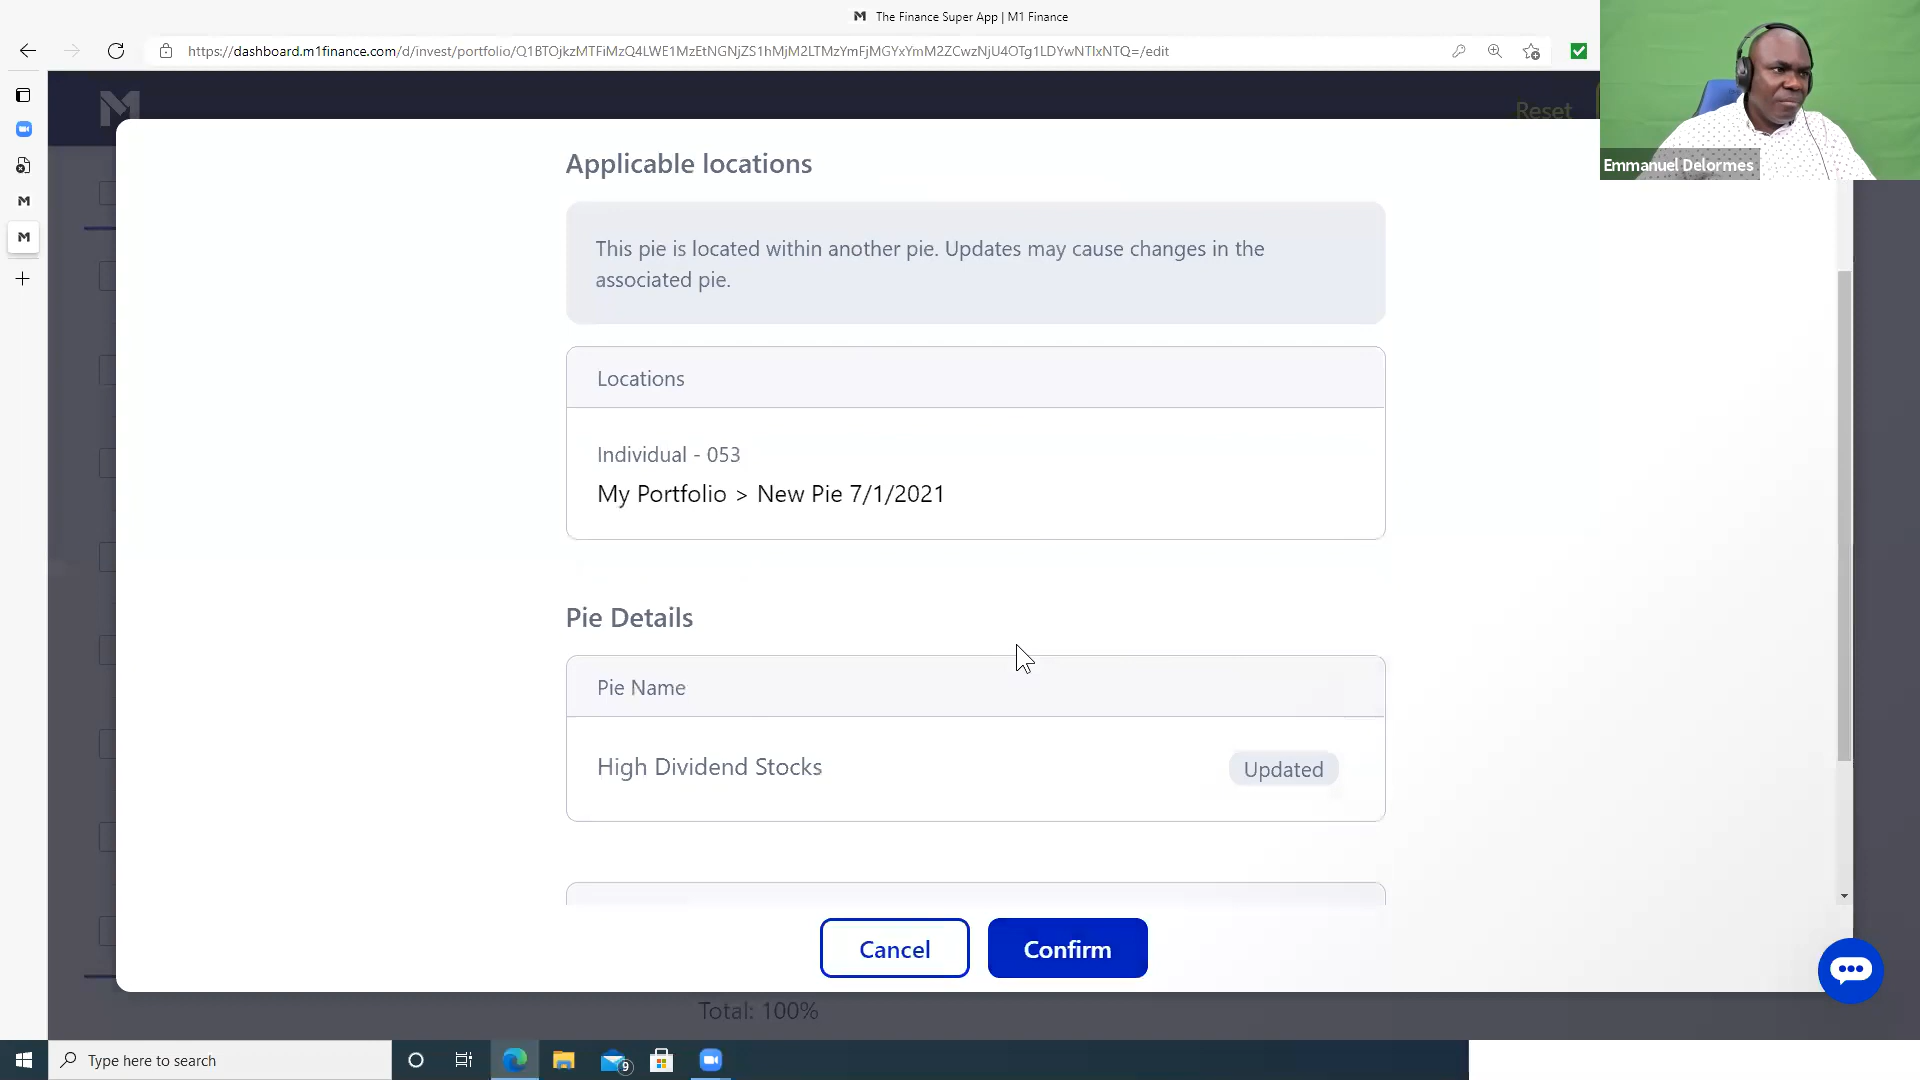 The Finance Super App | M1 Finance
https://dashboard.m1finance.com/d/invest/portfolio/Q1BTOjkzMTFiMzQ4LWE1MzEtNGNjZS1hMjM2LTMzYmFjMGYxYmM2ZCwzNjU4OTg1LDYwNTIxNTQ=/edit
Reset
Emmanuel Delormes
Applicable locations
This pie is located within another pie. Updates may cause changes in the
associated pie.
Locations
Individual - 053
My Portfolio > New Pie 7/1/2021
Pie Details
Pie Name
High Dividend Stocks
Updated
Cancel
Confirm
Total: 100%
Type here to search
9